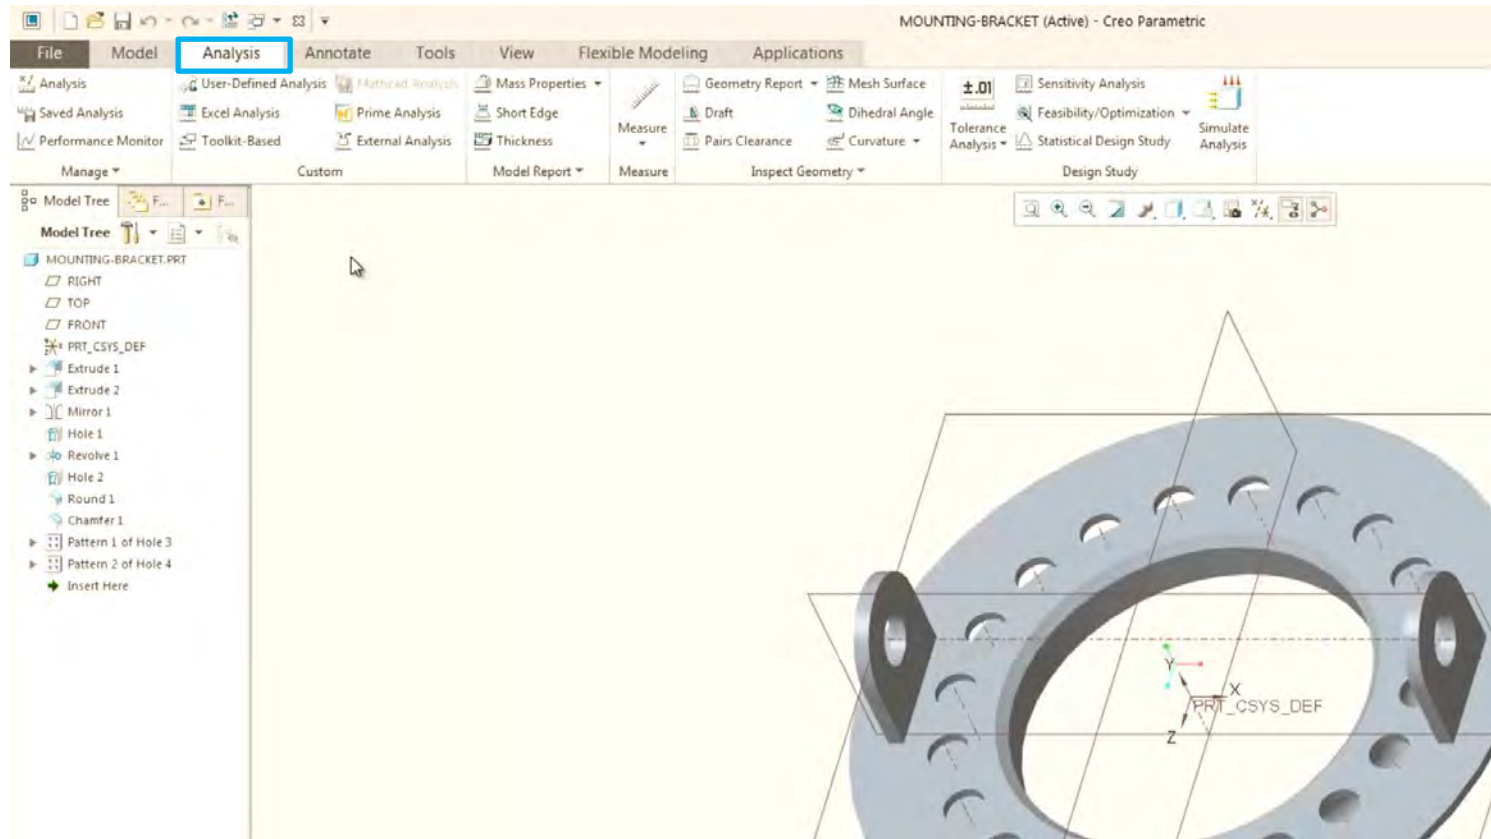 MOUNTING-BRACKET (Active) - Creo Parametric
File Model Analysis Annotate Tools View Flexible Modeling Applications
Analysis User-Defined Analysis Mathcad Analysis Mass Properties Geometry Report Mesh Surface ±.01 Sensitivity Analysis
Saved Analysis Excel Analysis Prime Analysis Short Edge Draft Dihedral Angle Feasibility/Optimization
Measure Tolerance Simulate
Performance Monitor Toolkit-Based External Analysis Thickness Pairs Clearance Curvature Analysis Statistical Design Study Analysis
Manage Custom Model Report Measure Inspect Geometry Design Study
Model Tree F... F...
Model Tree
MOUNTING-BRACKET.PRT
RIGHT
TOP
FRONT
PRT_CSYS_DEF
Extrude 1
Extrude 2
Mirror 1
Hole 1
Revolve 1
Hole 2
Round 1
Chamfer 1
Pattern 1 of Hole 3
Pattern 2 of Hole 4
Insert Here
Y
X
PRT_CSYS_DEF
Z